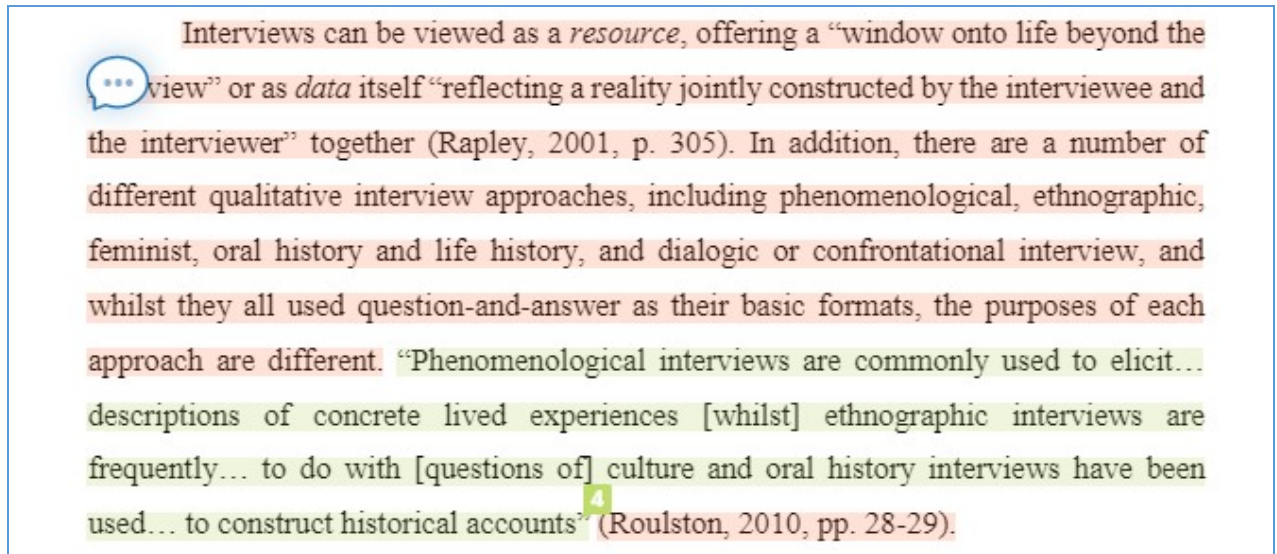 Interviews can be viewed as a resource, offering a “window onto life beyond the
view” or as data itself “reflecting a reality jointly constructed by the interviewee and
the interviewer” together (Rapley, 2001, p. 305). In addition, there are a number of
different qualitative interview approaches, including phenomenological, ethnographic,
feminist, oral history and life history, and dialogic or confrontational interview, and
whilst they all used question-and-answer as their basic formats, the purposes of each
approach are different. “Phenomenological interviews are commonly used to elicit…
descriptions of concrete lived experiences [whilst] ethnographic interviews are
frequently… to do with [questions of] culture and oral history interviews have been
4
used… to construct historical accounts” (Roulston, 2010, pp. 28-29).